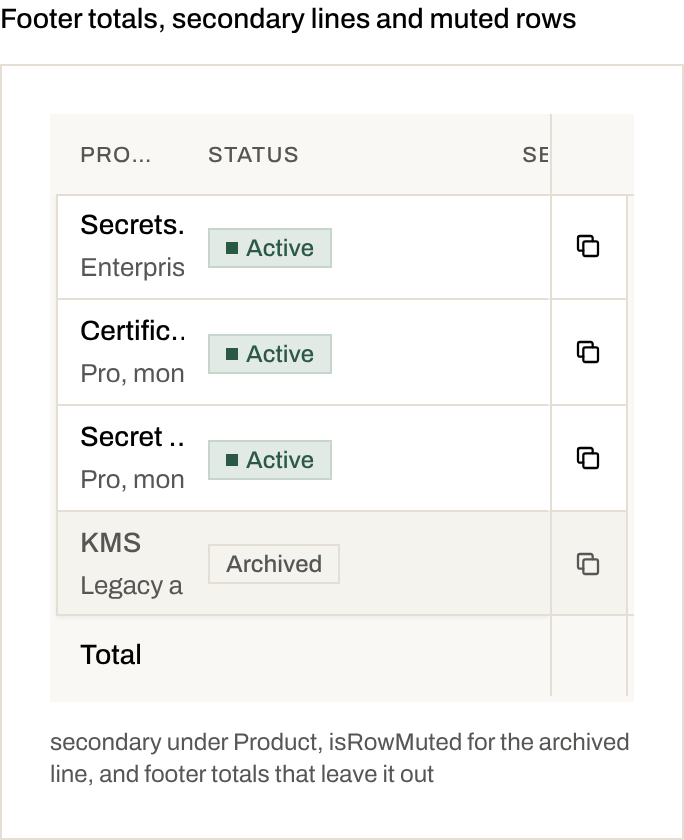 Footer totals, secondary lines and muted rows
PRO... STATUS SE
Secrets.
Enterpris
Active
Certific..
Pro, mon
Active
Secret ..
Pro, mon
Active
KMS
Legacy a
Archived
Total
secondary under Product, isRowMuted for the archived
line, and footer totals that leave it out